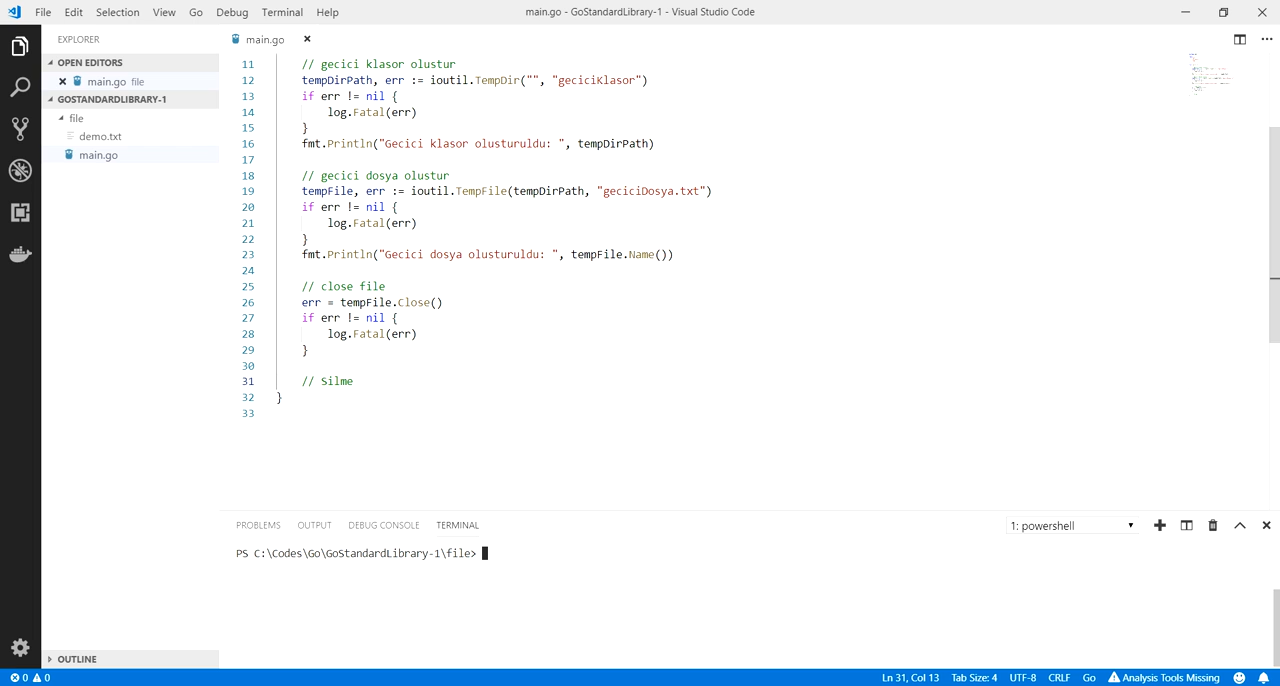 File Edit Selection View Go Debug Terminal Help main.go - GoStandardLibrary-1 - Visual Studio Code
EXPLORER
OPEN EDITORS
main.go file
GOSTANDARDLIBRARY-1
file
demo.txt
main.go
OUTLINE
main.go
11 // gecici klasor olustur
12 tempDirPath, err := ioutil.TempDir("", "geciciKlasor")
13 if err != nil {
14 log.Fatal(err)
15 }
16 fmt.Println("Gecici klasor olusturuldu: ", tempDirPath)
17
18 // gecici dosya olustur
19 tempFile, err := ioutil.TempFile(tempDirPath, "geciciDosya.txt")
20 if err != nil {
21 log.Fatal(err)
22 }
23 fmt.Println("Gecici dosya olusturuldu: ", tempFile.Name())
24
25 // close file
26 err = tempFile.Close()
27 if err != nil {
28 log.Fatal(err)
29 }
30
31 // Silme
32 }
33
PROBLEMS OUTPUT DEBUG CONSOLE TERMINAL 1: powershell
PS C:\Codes\Go\GoStandardLibrary-1\file>
0 0 Ln 31, Col 13 Tab Size: 4 UTF-8 CRLF Go Analysis Tools Missing